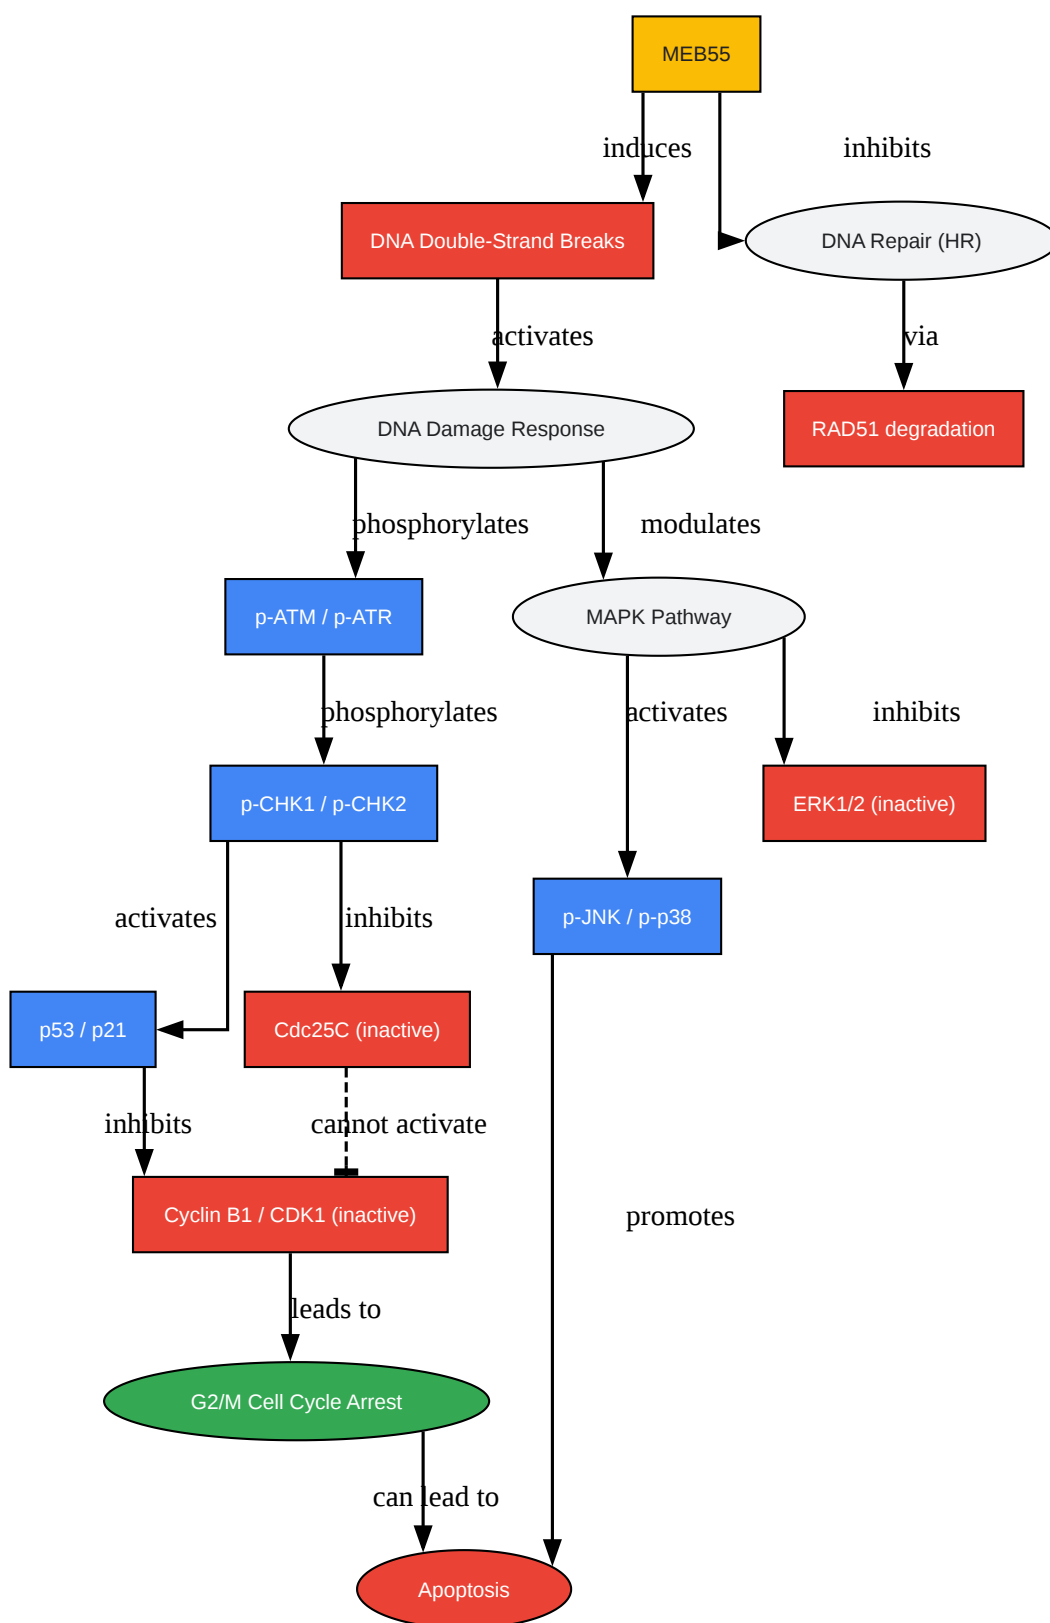 MEB55
induces
inhibits
DNA Double-Strand Breaks
DNA Repair (HR)
activates
via
DNA Damage Response
RAD51 degradation
phosphorylates
modulates
p-ATM / p-ATR
MAPK Pathway
phosphorylates
activates
inhibits
p-CHK1 / p-CHK2
ERK1/2 (inactive)
activates
inhibits
p-JNK / p-p38
p53 / p21
Cdc25C (inactive)
inhibits
cannot activate
Cyclin B1 / CDK1 (inactive)
promotes
leads to
G2/M Cell Cycle Arrest
can lead to
Apoptosis